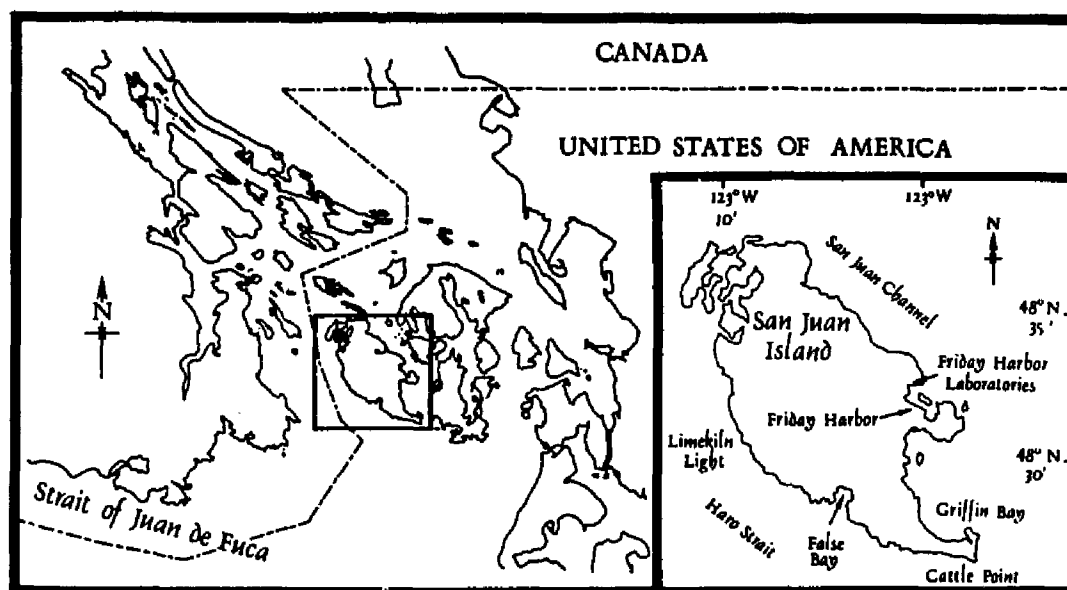 CANADA
UNITED STATES OF AMERICA
N
Strait of Juan de Fuca
123° W
10'
123° W
N
San Juan Channel
48° N
35'
San Juan
Island
Friday Harbor
Laboratories
Friday Harbor
Limekiln
Light
48° N
30'
Haro Strait
False
Bay
Griffin Bay
Cattle Point